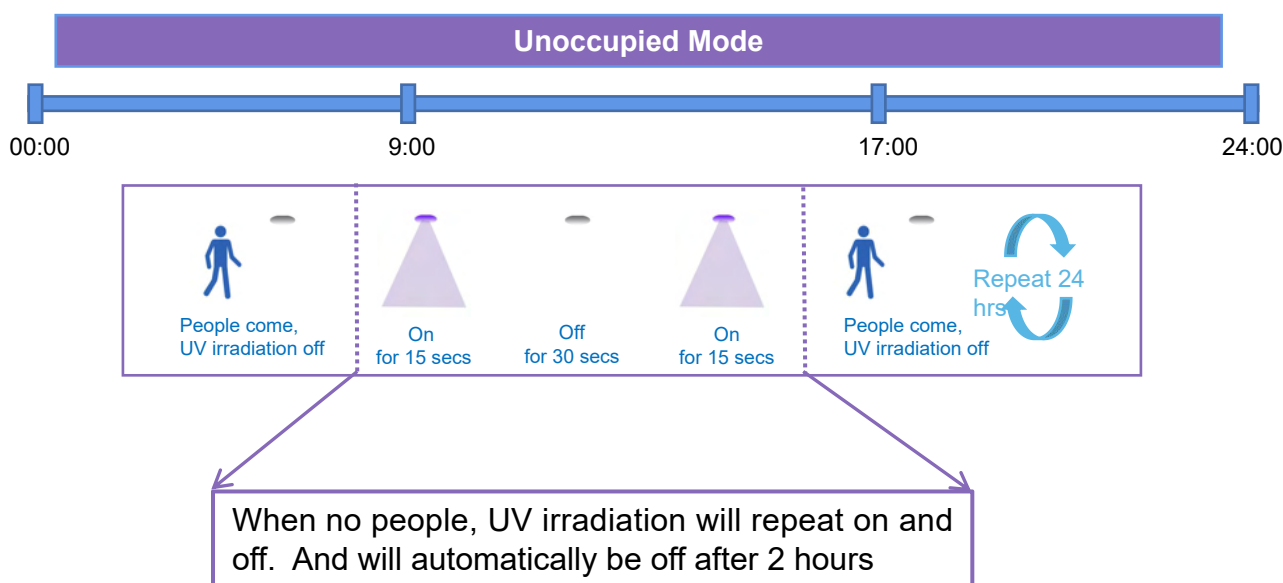 Unoccupied Mode
00:00
9:00
17:00
24:00
People come,
UV irradiation off
On
for 15 secs
Off
for 30 secs
On
for 15 secs
People come,
UV irradiation off
Repeat 24
hrs
When no people, UV irradiation will repeat on and
off. And will automatically be off after 2 hours